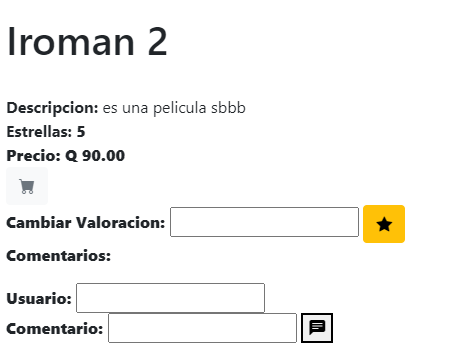 Iroman 2
Descripcion: es una pelicula sbbb
Estrellas: 5
Precio: Q 90.00
Cambiar Valoracion:
Comentarios:
Usuario:
Comentario: